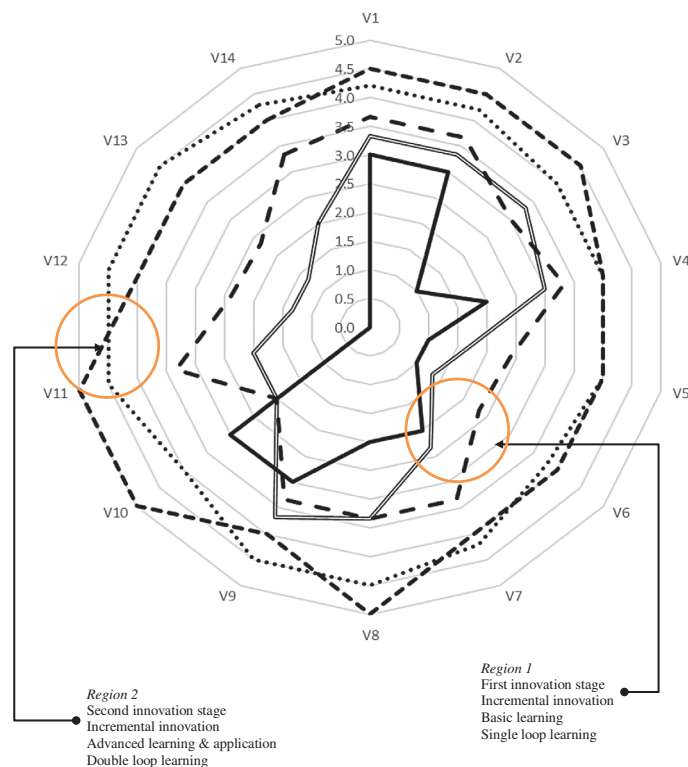 V1
V14
V2
5.0
4.5
4.0
3.5
3.0
2.5
2.0
1.5
1.0
0.5
0.0
V13
V3
V12
V4
V11
V5
V10
V6
V9
V7
V8
Region 2
Second innovation stage
Incremental innovation
Advanced learning & application
Double loop learning
Region 1
First innovation stage
Incremental innovation
Basic learning
Single loop learning